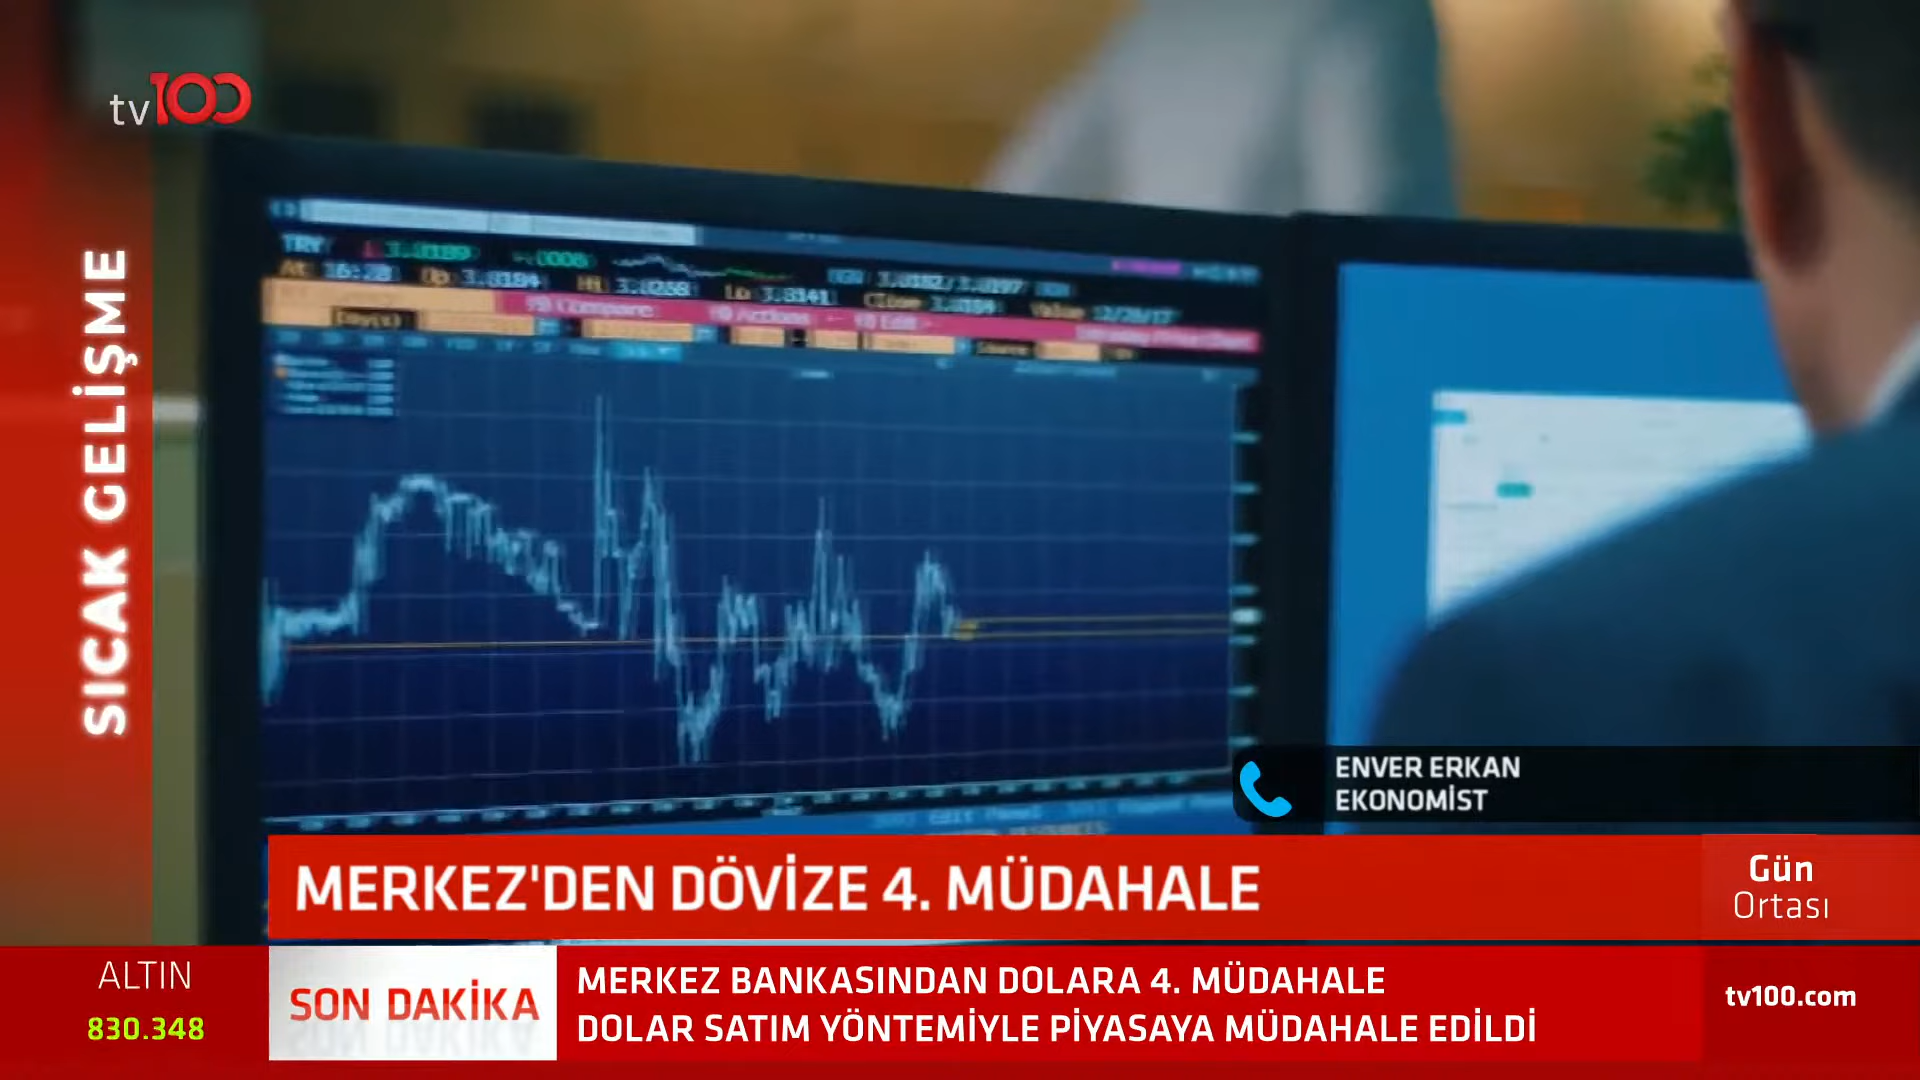 tv100
SICAK GELİŞME
TRY
ENVER ERKAN
EKONOMİST
MERKEZ'DEN DÖVİZE 4. MÜDAHALE
Gün
Ortası
ALTIN
830.348
SON DAKİKA
MERKEZ BANKASINDAN DOLARA 4. MÜDAHALE
DOLAR SATIM YÖNTEMİYLE PİYASAYA MÜDAHALE EDİLDİ
tv100.com